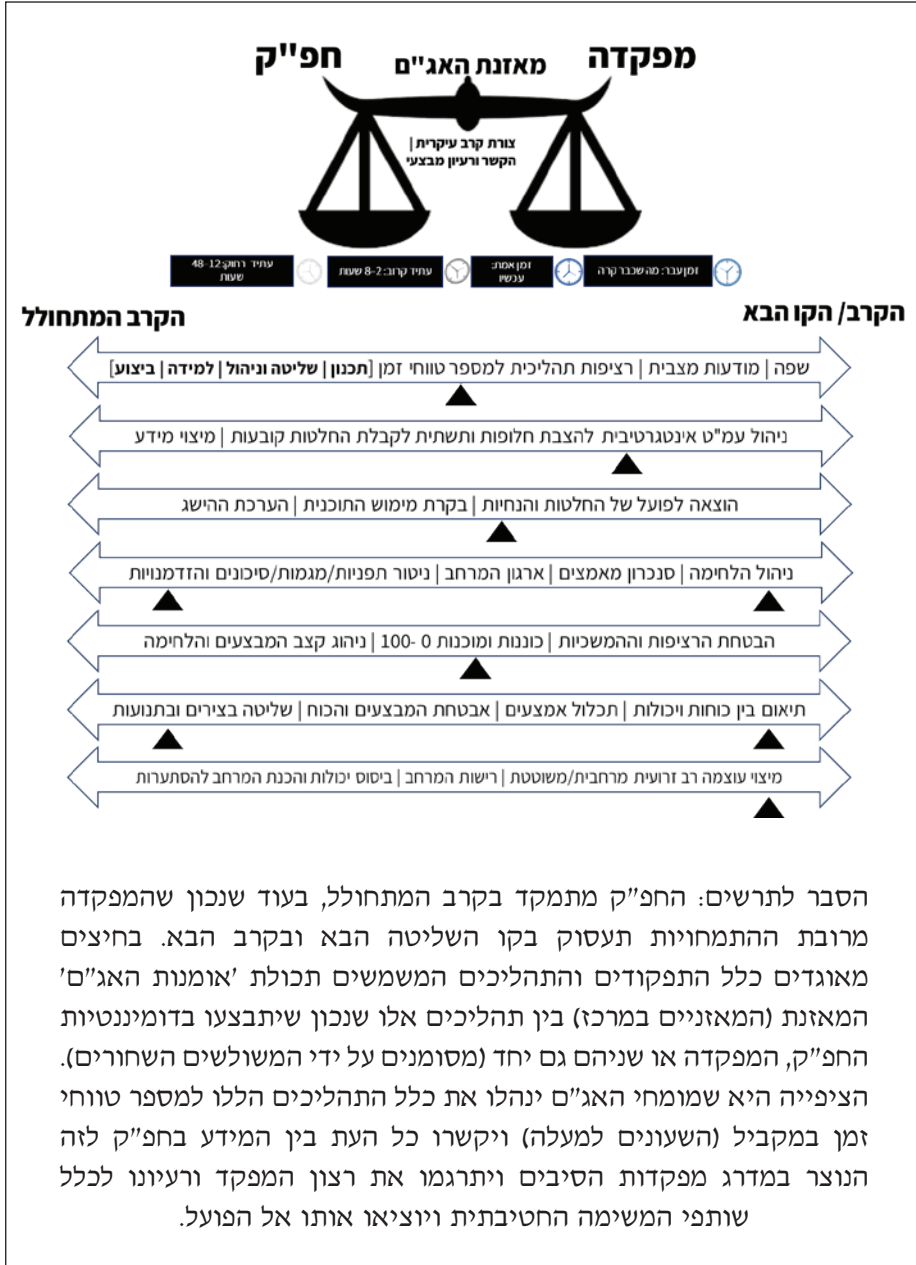 מפקדה
מאזנת האג"ם
חפ"ק
צורת קרב עיקרית |
הקשר ורעיון מבצעי
זמן עבר: מה שכבר קרה
זמן אמת:
עכשיו
עתיד קרוב: 2–8 שעות
עתיד רחוק: 12–48
שעות
הקרב/ הקו הבא
הקרב המתחולל
שפה | מודעות מצבית | רציפות תהליכית למספר טווחי זמן [תכנון | שליטה וניהול | למידה | ביצוע]
ניהול עמ"ט אינטגרטיבית להצבת חלופות ותשתית לקבלת החלטות קובעות | מיצוי מידע
הוצאה לפועל של החלטות והנחיות | בקרת מימוש התוכנית | הערכת ההישג
ניהול הלחימה | סנכרון מאמצים | ארגון המרחב | ניטור תפניות/מגמות/סיכונים והזדמנויות
הבטחת הרציפות וההמשכיות | כוננות ומוכנות 0 -100 | ניהוג קצב המבצעים והלחימה
תיאום בין כוחות ויכולות | תכלול אמצעים | אבטחת המבצעים והכוח | שליטה בצירים ובתנועות
מיצוי עוצמה רב זרועית מרחבית/משוטטת | רישות המרחב | ביסוס יכולות והכנת המרחב להסתערות
הסבר לתרשים: החפ"ק מתמקד בקרב המתחולל, בעוד שנכון שהמפקדה
מרובת ההתמחויות תעסוק בקו השליטה הבא ובקרב הבא. בחיצים
מאוגדים כלל התפקודים והתהליכים המשמשים תכולת 'אומנות האג"ם'
המאזנת (המאזניים במרכז) בין תהליכים אלו שנכון שיתבצעו בדומיננטיות
החפ"ק, המפקדה או שניהם גם יחד (מסומנים על ידי המשולשים השחורים).
הציפייה היא שמומחי האג"ם ינהלו את כלל התהליכים הללו למספר טווחי
זמן במקביל (השעונים למעלה) ויקשרו כל העת בין המידע בחפ"ק לזה
הנוצר במדרג מפקדות הסיבים ויתרגמו את רצון המפקד ורעיונו לכלל
שותפי המשימה החטיבתית ויוציאו אותו אל הפועל.